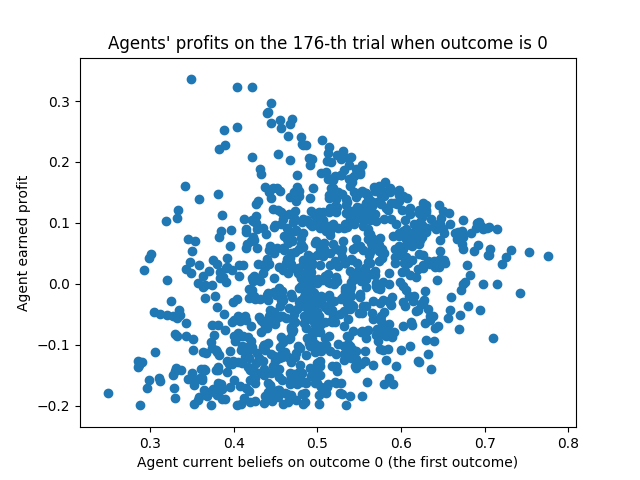 Agents' profits on the 176-th trial when outcome is 0
Agent earned profit
0.3
0.2
0.1
0.0
−0.1
−0.2
0.3 0.4 0.5 0.6 0.7 0.8
Agent current beliefs on outcome 0 (the first outcome)